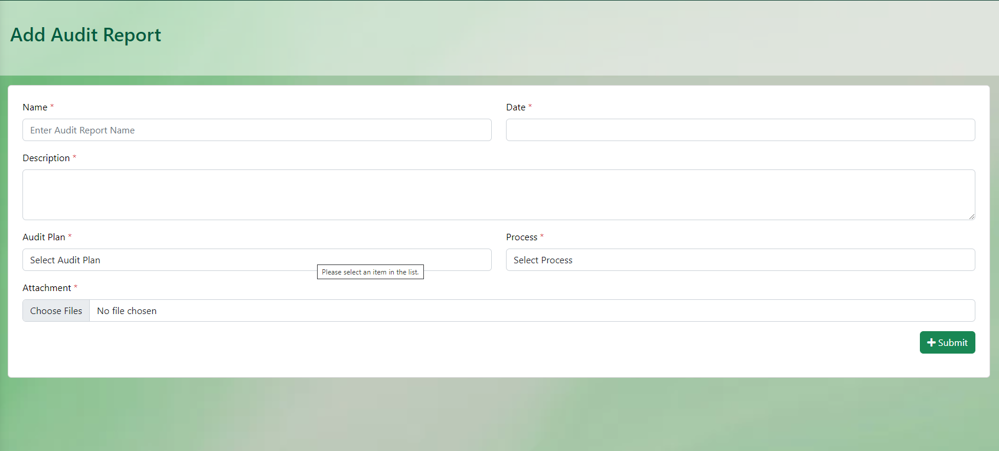 Add Audit Report
Name *
Date *
Enter Audit Report Name
Description *
Audit Plan *
Process *
Select Audit Plan
Select Process
Please select an item in the list.
Attachment *
Choose Files No file chosen
Submit